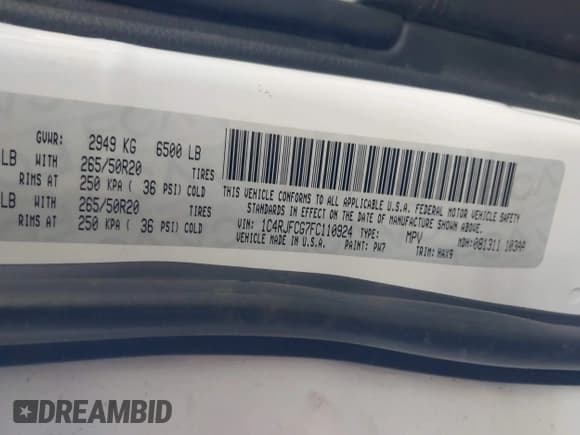 GVWR: 2949 KG 6500 LB
LB WITH 265/50R20 TIRES
RIMS AT 250 KPA ( 36 PSI) COLD
LB WITH 265/50R20 TIRES
RIMS AT 250 KPA ( 36 PSI) COLD
THIS VEHICLE CONFORMS TO ALL APPLICABLE U.S.A. FEDERAL MOTOR VEHICLE SAFETY
STANDARDS IN EFFECT ON THE DATE OF MANUFACTURE SHOWN ABOVE.
VIN: 1C4RJFCG7FC110924 TYPE: MPV MDH: 081311 103AA
VEHICLE MADE IN U.S.A. PAINT: PW7 TRIM: HAX9
DREAMBID